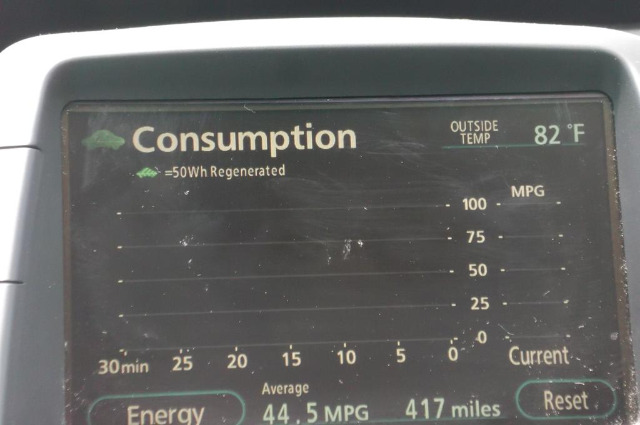 Consumption
OUTSIDE TEMP 82 °F
=50Wh Regenerated
MPG
100
75
50
25
0
30min 25 20 15 10 5 0 Current
Average
Energy 44.5 MPG 417 miles Reset